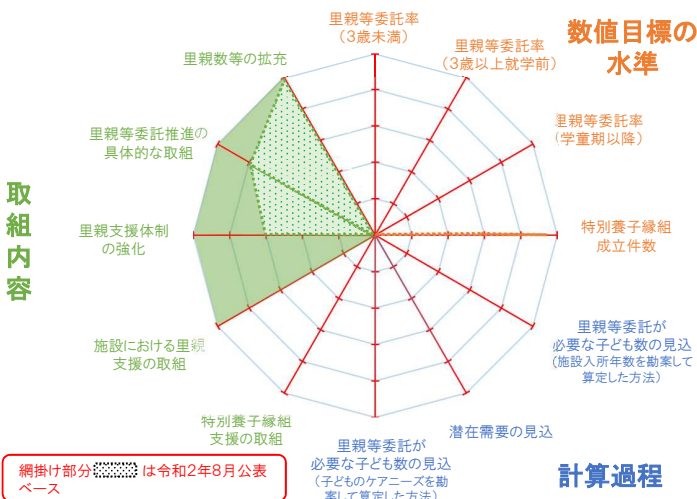 里親等委託率
（3歳未満）
数値目標の
水準
里親等委託率
（3歳以上就学前）
里親数等の拡充
里親等委託率
（学童期以降）
里親等委託推進の
具体的な取組
取
組
内
容
里親支援体制
の強化
特別養子縁組
成立件数
施設における里親
支援の取組
里親等委託が
必要な子ども数の見込
（施設入所年数を勘案して
算定した方法）
特別養子縁組
支援の取組
潜在需要の見込
里親等委託が
必要な子ども数の見込
（子どものケアニーズを勘
案して算定した方法）
計算過程
網掛け部分 は令和2年8月公表
ベース